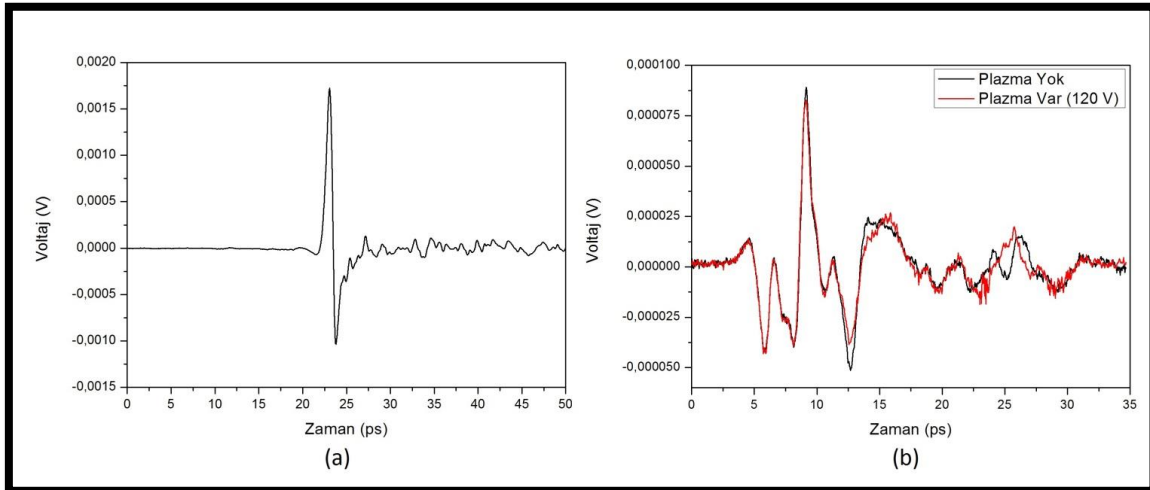 0,0020
0,0015
0,0010
0,0005
0,0000
-0,0005
-0,0010
-0,0015
Voltaj (V)
0 5 10 15 20 25 30 35 40 45 50
Zaman (ps)
(a)
0,000100
0,000075
0,000050
0,000025
0,000000
-0,000025
-0,000050
Voltaj (V)
Plazma Yok
Plazma Var (120 V)
0 5 10 15 20 25 30 35
Zaman (ps)
(b)